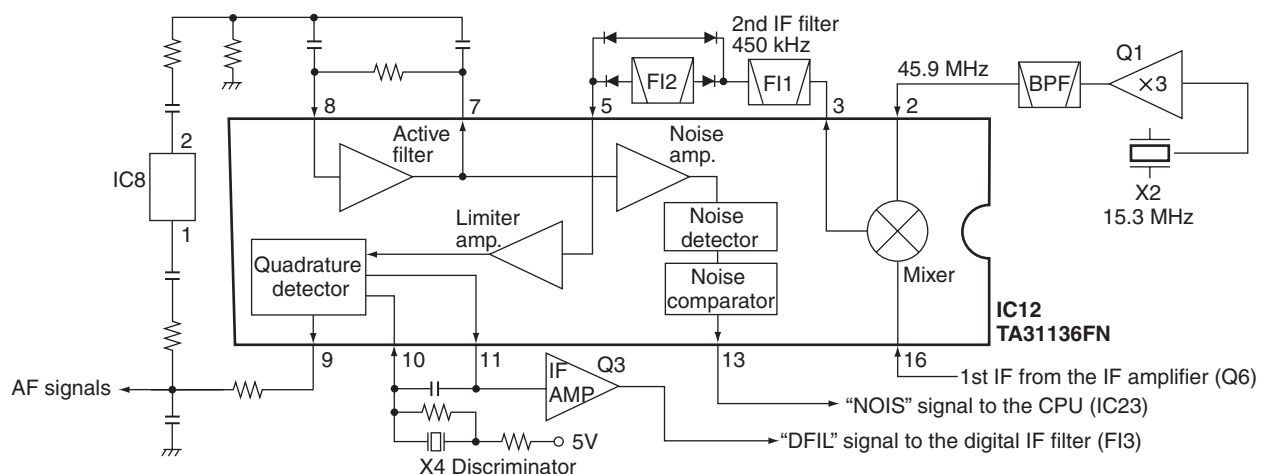 2nd IF filter
450 kHz
Q1
45.9 MHz
BPF
×3
FI2
FI1
8
7
5
3
2
Active
filter
Noise
amp.
2
IC8
1
X2
15.3 MHz
Limiter
amp.
Noise
detector
Quadrature
detector
Noise
comparator
Mixer
IC12
TA31136FN
9
10
11
13
16
AF signals
IF
AMP
Q3
1st IF from the IF amplifier (Q6)
“NOIS” signal to the CPU (IC23)
5V
“DFIL” signal to the digital IF filter (FI3)
X4 Discriminator